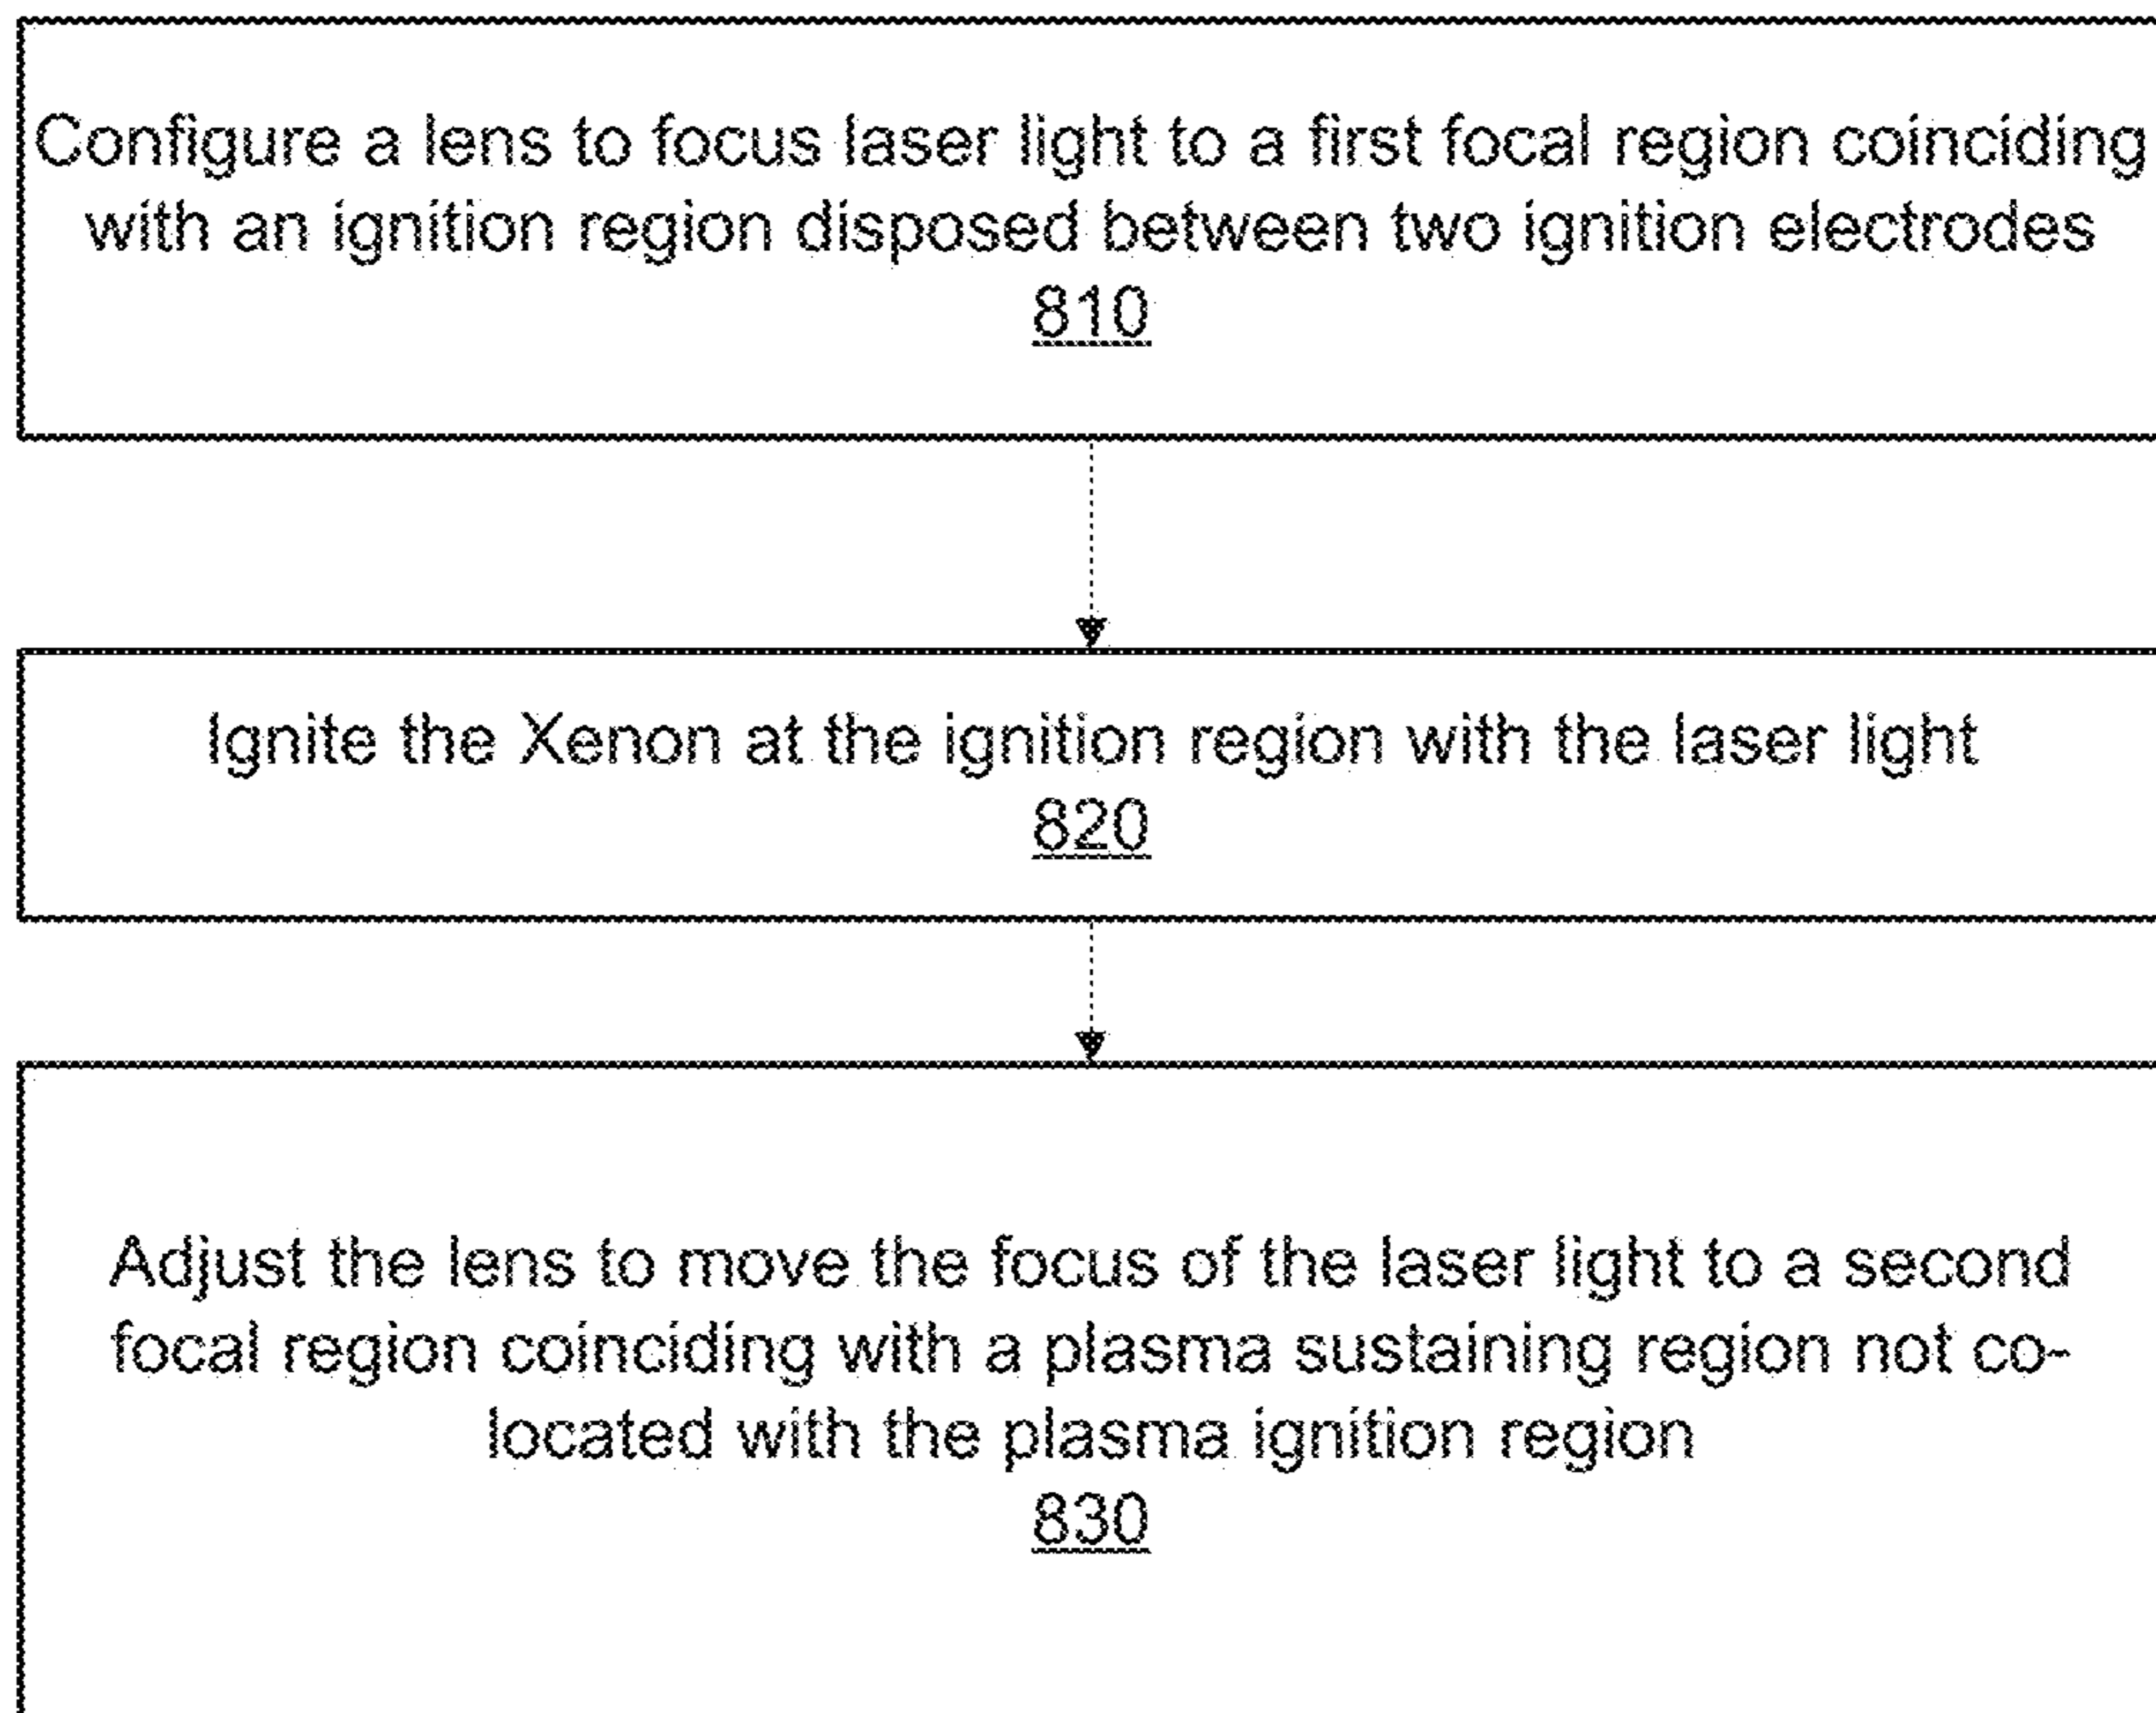 Configure a lens to focus laser light to a first focal region coinciding
with an ignition region disposed between two ignition electrodes
810
Ignite the Xenon at the ignition region with the laser light
820
Adjust the lens to move the focus of the laser light to a second
focal region coinciding with a plasma sustaining region not co-
located with the plasma ignition region
830